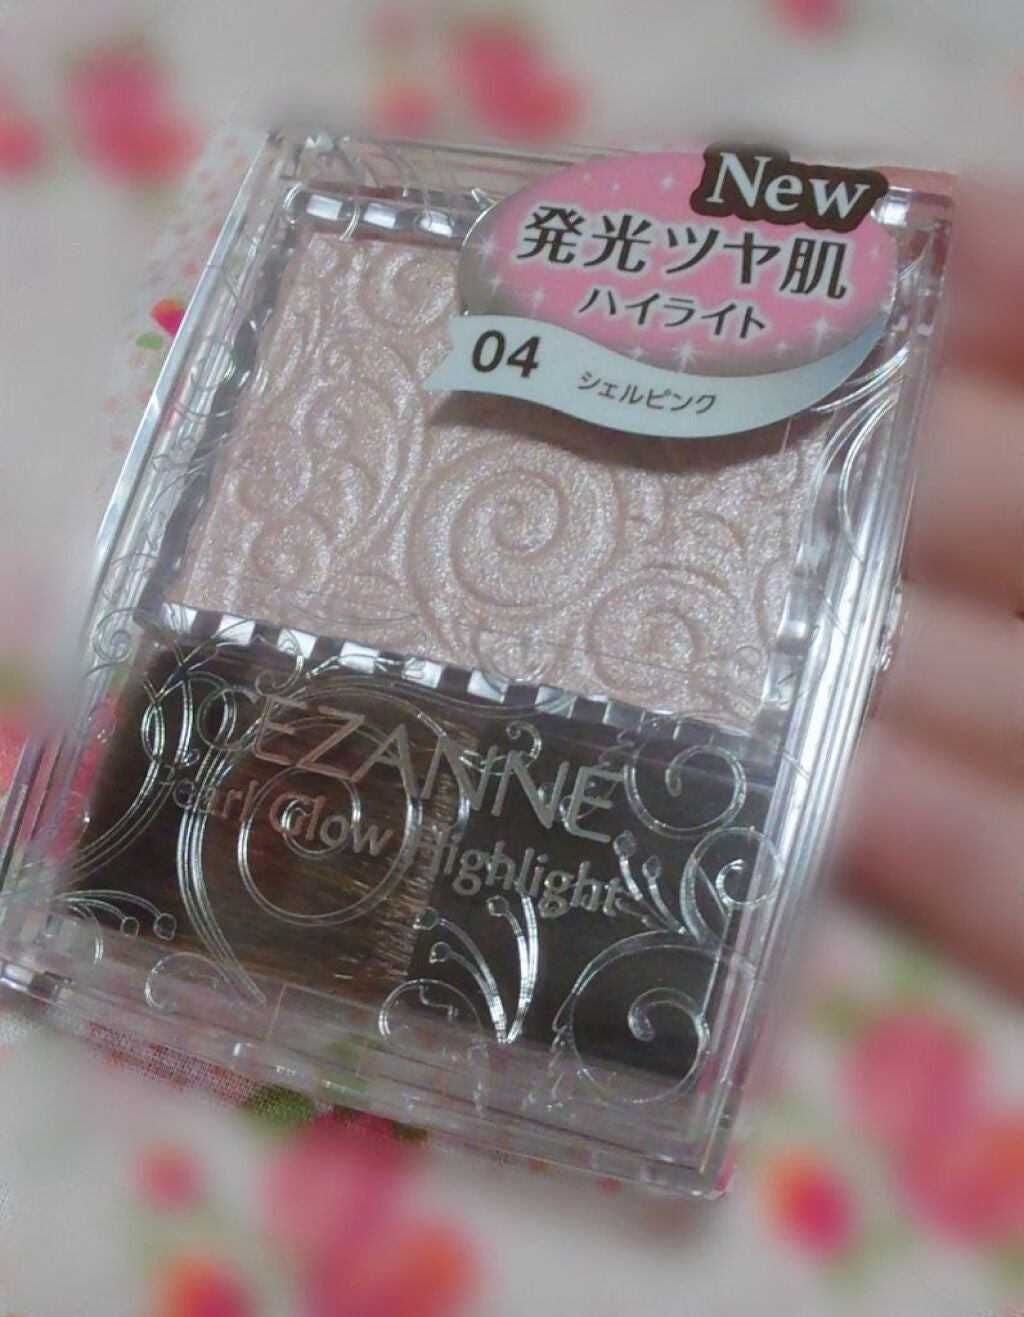 New
発光ツヤ肌
ハイライト
04 シェルピンク
CEZANNE
Pearl Glow Highlight